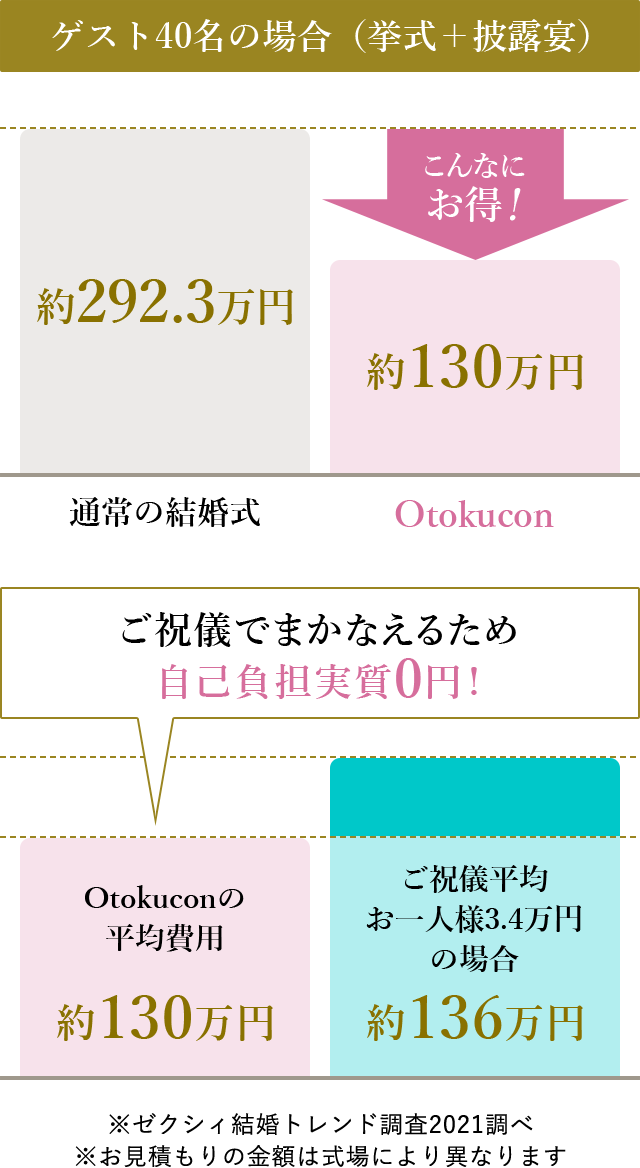 ゲスト40名の場合（挙式＋披露宴）
こんなに
お得！
約292.3万円
約130万円
通常の結婚式
Otokucon
ご祝儀でまかなえるため
自己負担実質0円！
Otokuconの
平均費用
約130万円
ご祝儀平均
お一人様3.4万円
の場合
約136万円
※ゼクシィ結婚トレンド調査2021調べ
※お見積もりの金額は式場により異なります